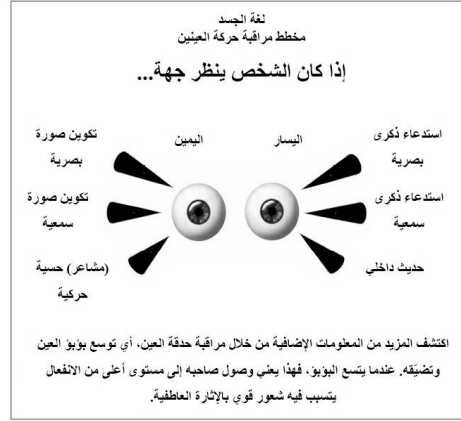 لغة الجسد
مخطط مراقبة حركة العينين
إذا كان الشخص ينظر جهة...
استدعاء ذكرى
بصرية
اليسار
اليمين
تكوين صورة
بصرية
استدعاء ذكرى
سمعية
تكوين صورة
سمعية
حديث داخلي
(مشاعر) حسية
حركية
اكتشف المزيد من المعلومات الإضافية من خلال مراقبة حدقة العين، أي توسع بؤبؤ العين
وتضيّقه. عندما يتسع البؤبؤ، فهذا يعني وصول صاحبه إلى مستوى أعلى من الانفعال
يتسبب فيه شعور قوي بالإثارة العاطفية.